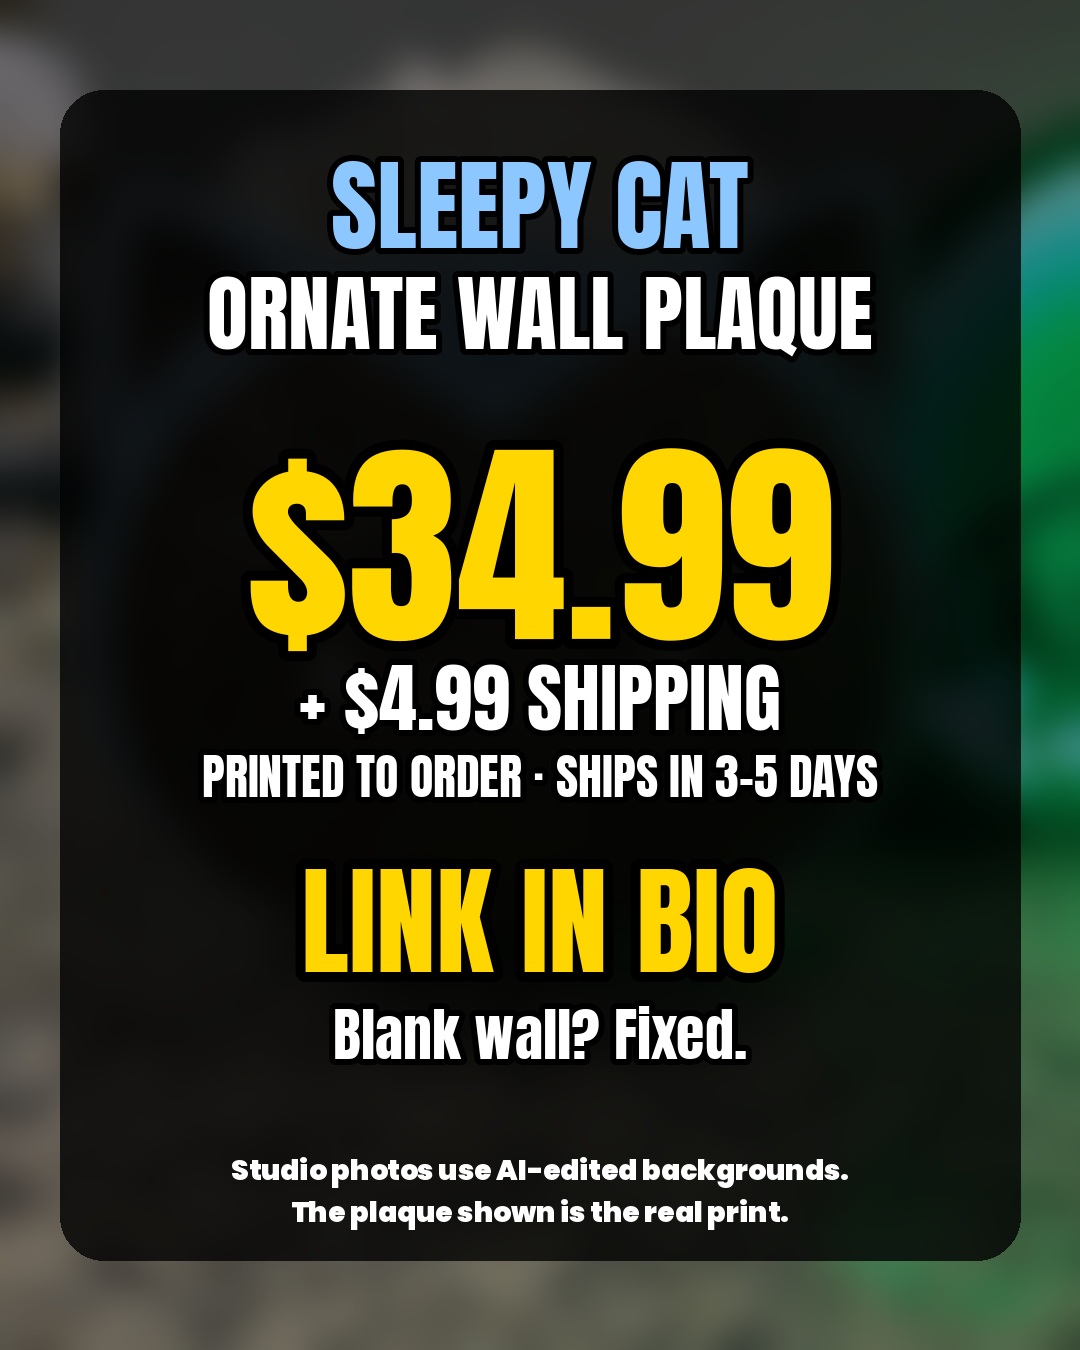 SLEEPY CAT
ORNATE WALL PLAQUE
$34.99
+ $4.99 SHIPPING
PRINTED TO ORDER · SHIPS IN 3-5 DAYS
LINK IN BIO
Blank wall? Fixed.
Studio photos use AI-edited backgrounds.
The plaque shown is the real print.